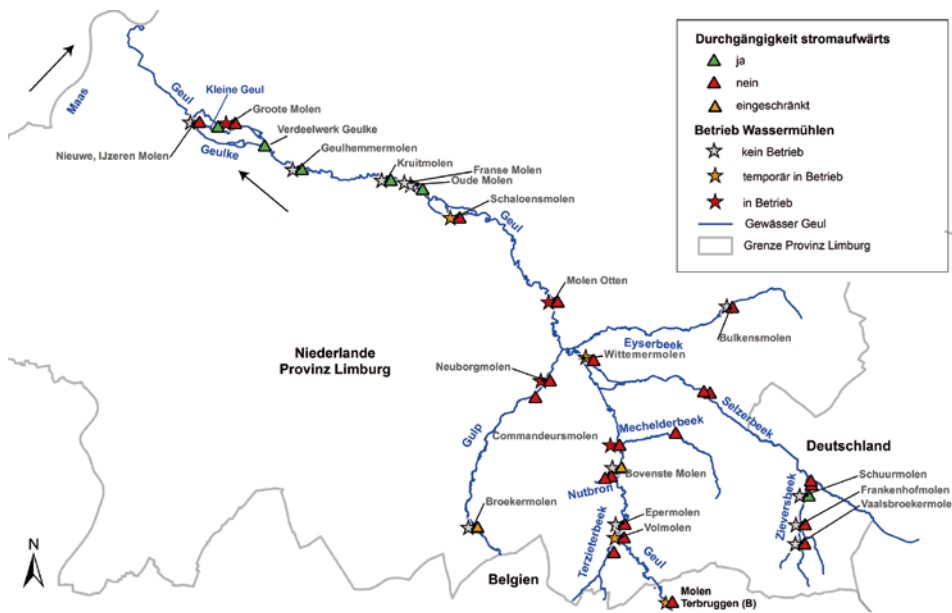 Durchgängigkeit stromaufwärts
ja
nein
eingeschränkt
Betrieb Wassermühlen
kein Betrieb
temporär in Betrieb
in Betrieb
Gewässer Geul
Grenze Provinz Limburg
Maas
Geul
Kleine Geul
Groote Molen
Verdeelwerk Geulke
Nieuwe, IJzeren Molen
Geulke
Geulhemmermolen
Kruitmolen
Franse Molen
Oude Molen
Schaloensmolen
Geul
Molen Otten
Bulkensmolen
Eyserbeek
Wittemermolen
Niederlande
Provinz Limburg
Neuborgmolen
Selzerbeek
Gulp
Mechelderbeek
Commandeursmolen
Deutschland
Bovenste Molen
Schuurmolen
Nutbron
Frankenhofmolen
Vaalsbroekermole
Broekermolen
Zieversbeek
Epermolen
Volmolen
Terzieterbeek
Geul
N
Belgien
Molen
Terbruggen (B)